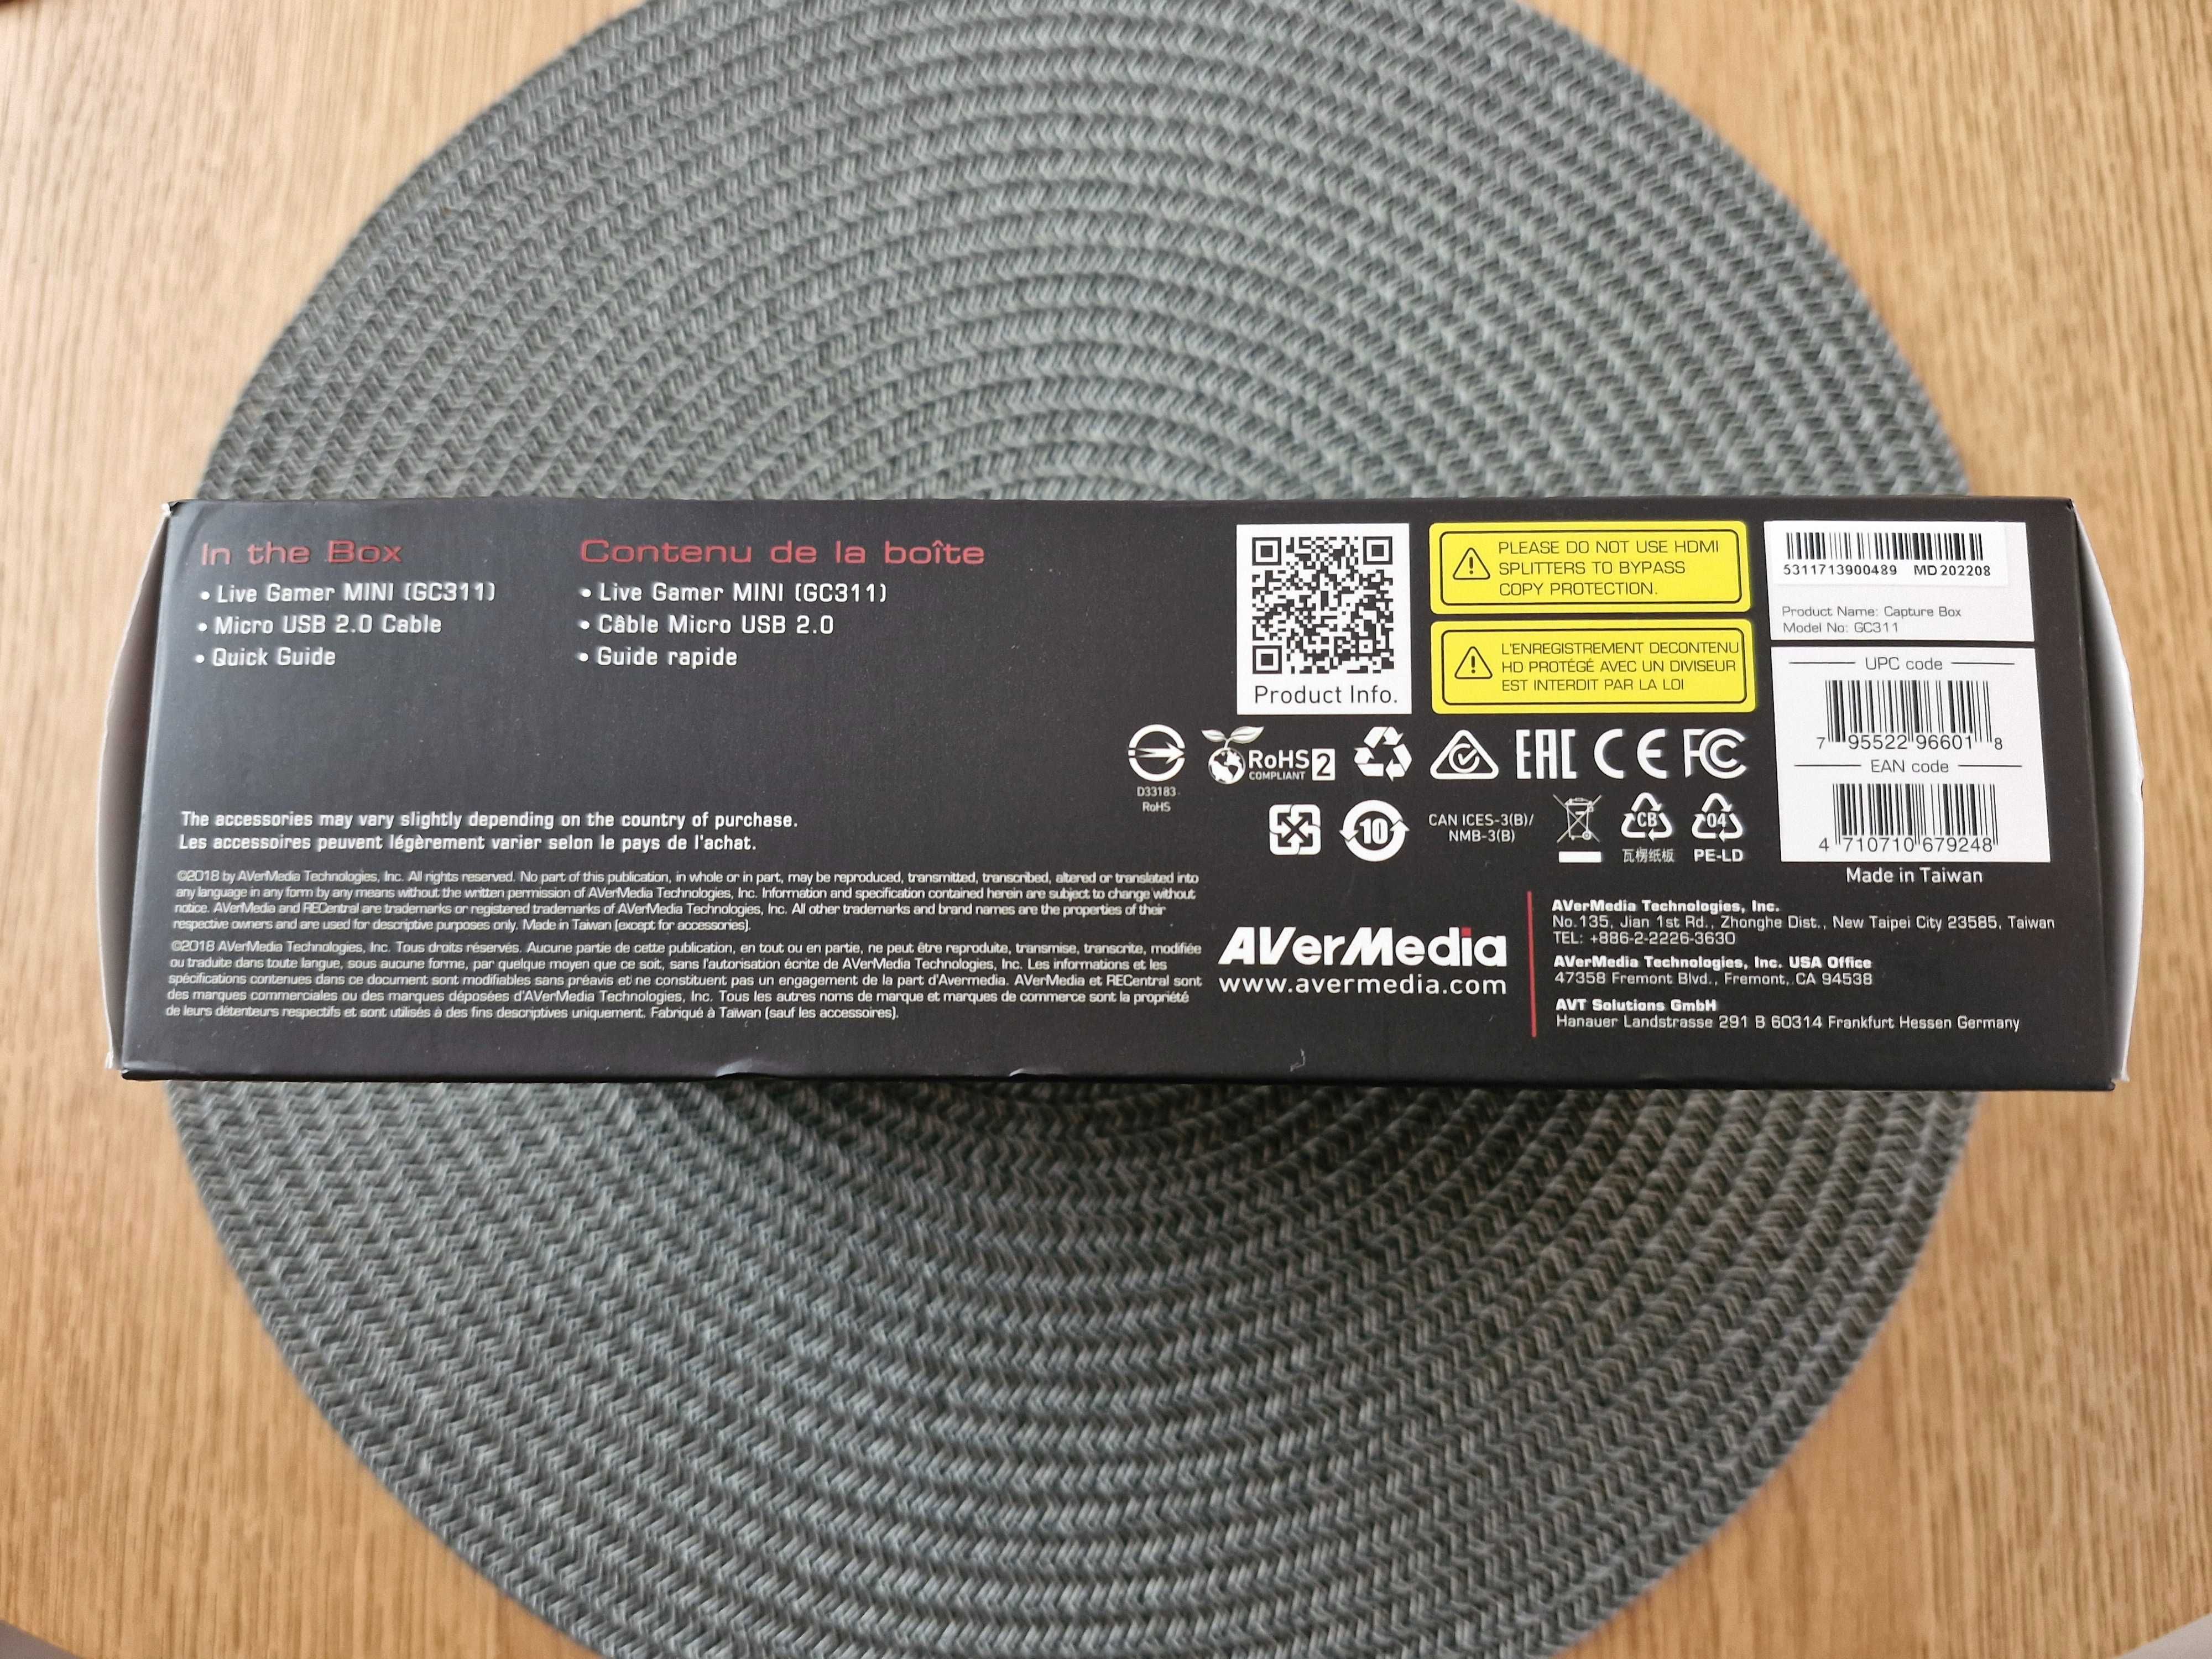 In the Box
• Live Gamer MINI (GC311)
• Micro USB 2.0 Cable
• Quick Guide
Contenu de la boîte
• Live Gamer MINI (GC311)
• Câble Micro USB 2.0
• Guide rapide
The accessories may vary slightly depending on the country of purchase.
Les accessoires peuvent légèrement varier selon le pays de l'achat.
©2018 by AVerMedia Technologies, Inc. All rights reserved. No part of this publication, in whole or in part, may be reproduced, transmitted, transcribed, altered or translated into
any language in any form by any means without the written permission of AVerMedia Technologies, Inc. Information and specification contained herein are subject to change without
notice. AVerMedia and RECentral are trademarks or registered trademarks of AVerMedia Technologies, Inc. All other trademarks and brand names are the properties of their
respective owners and are used for descriptive purposes only. Made in Taiwan (except for accessories).
©2018 AVerMedia Technologies, Inc. Tous droits réservés. Aucune partie de cette publication, en tout ou en partie, ne peut être reproduite, transmise, transcrite, modifiée
ou traduite dans toute langue, sous aucune forme, par quelque moyen que ce soit, sans l'autorisation écrite de AVerMedia Technologies, Inc. Les informations et les
spécifications contenues dans ce document sont modifiables sans préavis et ne constituent pas un engagement de la part d'Avermedia. AVerMedia et RECentral sont
des marques commerciales ou des marques déposées d'AVerMedia Technologies, Inc. Tous les autres noms de marque et marques de commerce sont la propriété
de leurs détenteurs respectifs et sont utilisés à des fins descriptives uniquement. Fabriqué à Taïwan (sauf les accessoires).
Product Info.
PLEASE DO NOT USE HDMI
SPLITTERS TO BYPASS
COPY PROTECTION.
L'ENREGISTREMENT DECONTENU
HD PROTÉGÉ AVEC UN DIVISEUR
EST INTERDIT PAR LA LOI
5311713900489 MD202208
Product Name: Capture Box
Model No: GC311
UPC code
7 95522 96601 8
EAN code
4 710710 679248
Made in Taiwan
D33183
RoHS
RoHS 2
COMPLIANT
EAC CE FC
10
CAN ICES-3(B)/
NMB-3(B)
CB
瓦楞纸板
04
PE-LD
AVerMedia
www.avermedia.com
AVerMedia Technologies, Inc.
No.135, Jian 1st Rd., Zhonghe Dist., New Taipei City 23585, Taiwan
TEL: +886-2-2226-3630
AVerMedia Technologies, Inc. USA Office
47358 Fremont Blvd., Fremont, CA 94538
AVT Solutions GmbH
Hanauer Landstrasse 291 B 60314 Frankfurt Hessen Germany